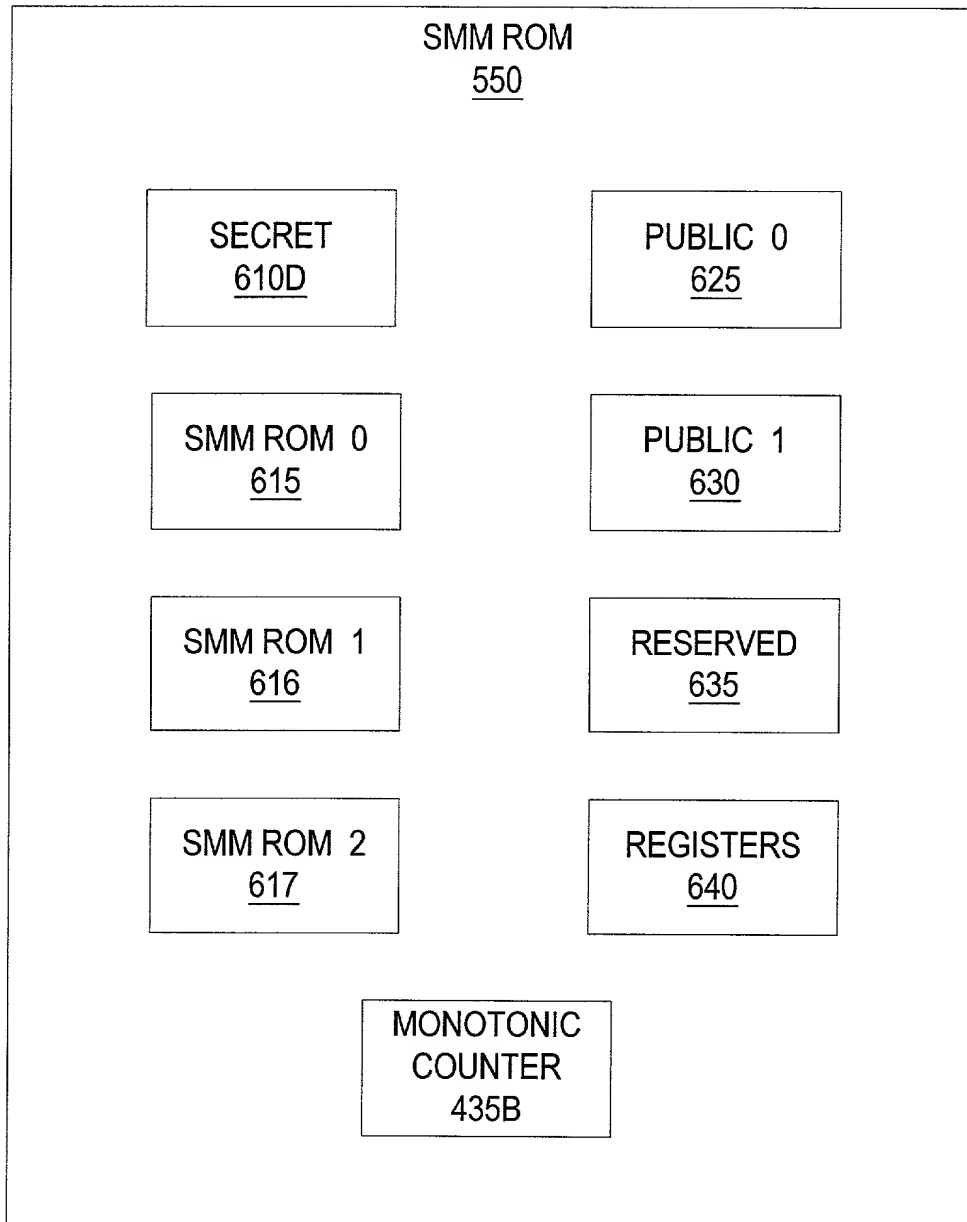 SMM ROM
550
SECRET
610D
PUBLIC 0
625
SMM ROM 0
615
PUBLIC 1
630
SMM ROM 1
616
RESERVED
635
SMM ROM 2
617
REGISTERS
640
MONOTONIC
COUNTER
435B